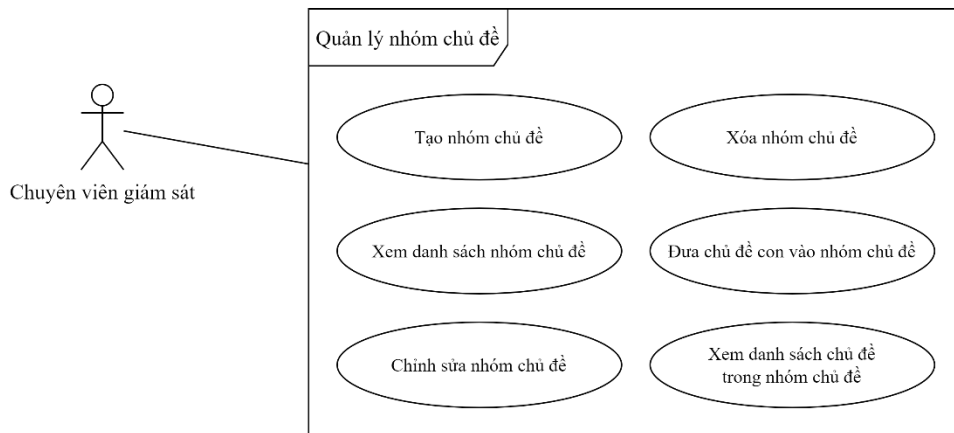 Quản lý nhóm chủ đề
Chuyên viên giám sát
Tạo nhóm chủ đề
Xóa nhóm chủ đề
Xem danh sách nhóm chủ đề
Đưa chủ đề con vào nhóm chủ đề
Chỉnh sửa nhóm chủ đề
Xem danh sách chủ đề
trong nhóm chủ đề